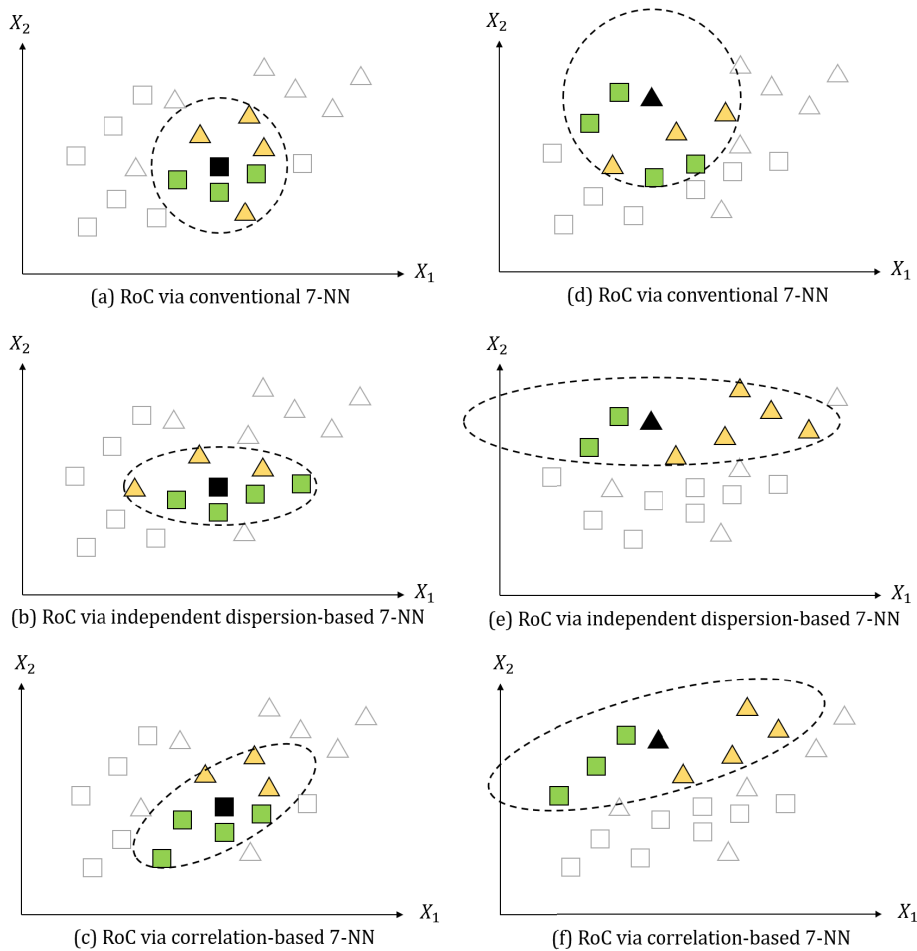 X₂
X₁
(a) RoC via conventional 7-NN
X₂
X₁
(d) RoC via conventional 7-NN
X₂
X₁
(b) RoC via independent dispersion-based 7-NN
X₂
X₁
(e) RoC via independent dispersion-based 7-NN
X₂
X₁
(c) RoC via correlation-based 7-NN
X₂
X₁
(f) RoC via correlation-based 7-NN